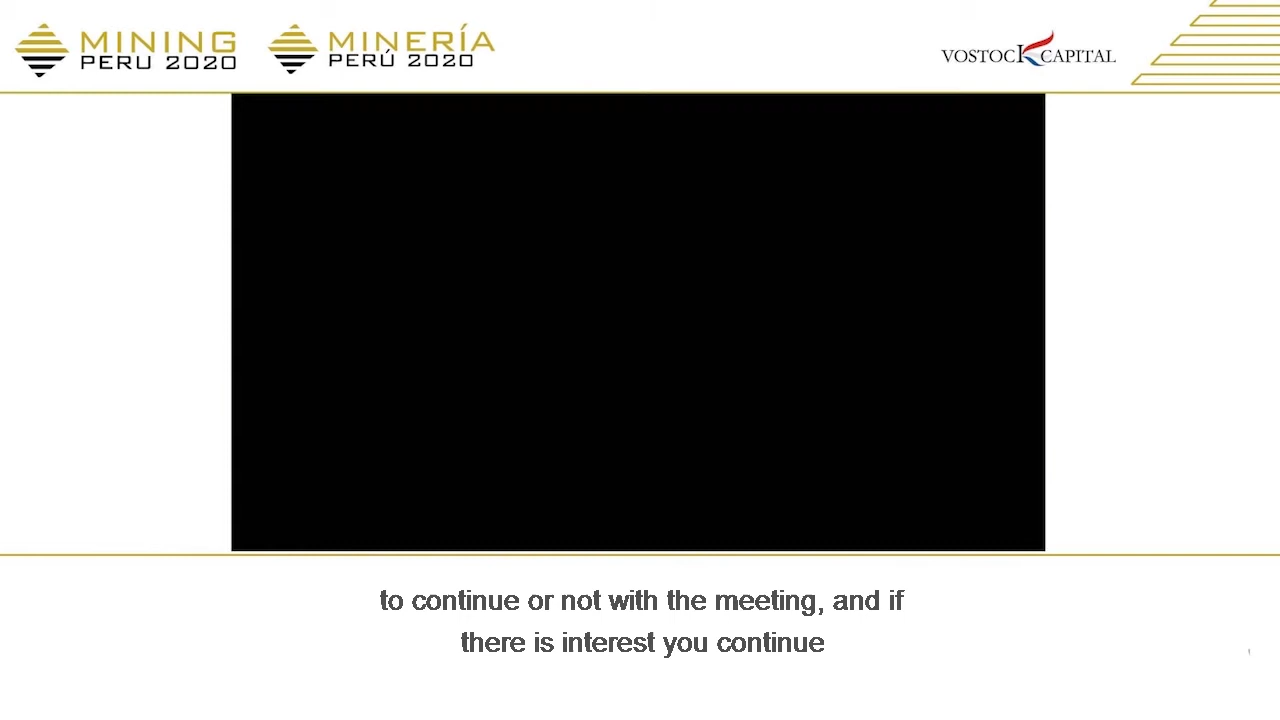 MINING
PERU 2020
MINERÍA
PERÚ 2020
VOSTOCK CAPITAL
to continue or not with the meeting, and if
there is interest you continue